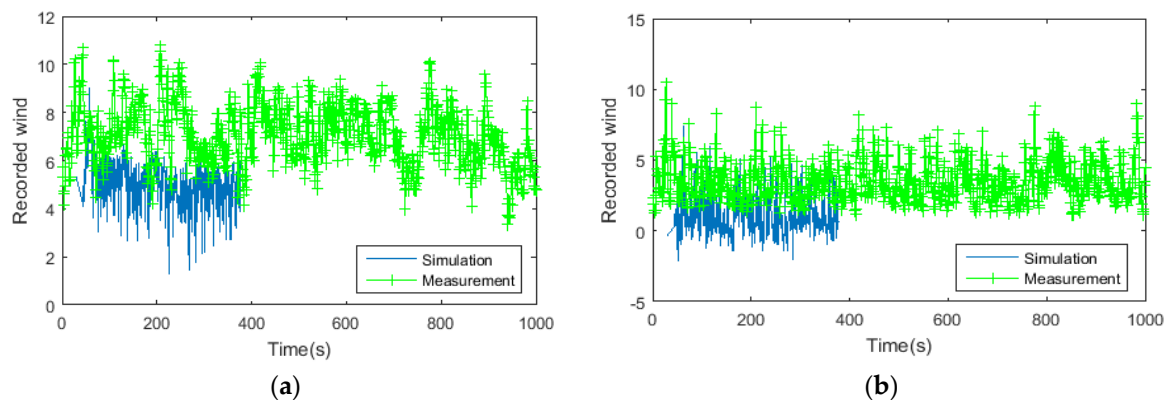 12
10
8
6
4
2
0
Recorded wind
0 200 400 600 800 1000
Time(s)
Simulation
Measurement
(a)
15
10
5
0
-5
Recorded wind
0 200 400 600 800 1000
Time(s)
Simulation
Measurement
(b)